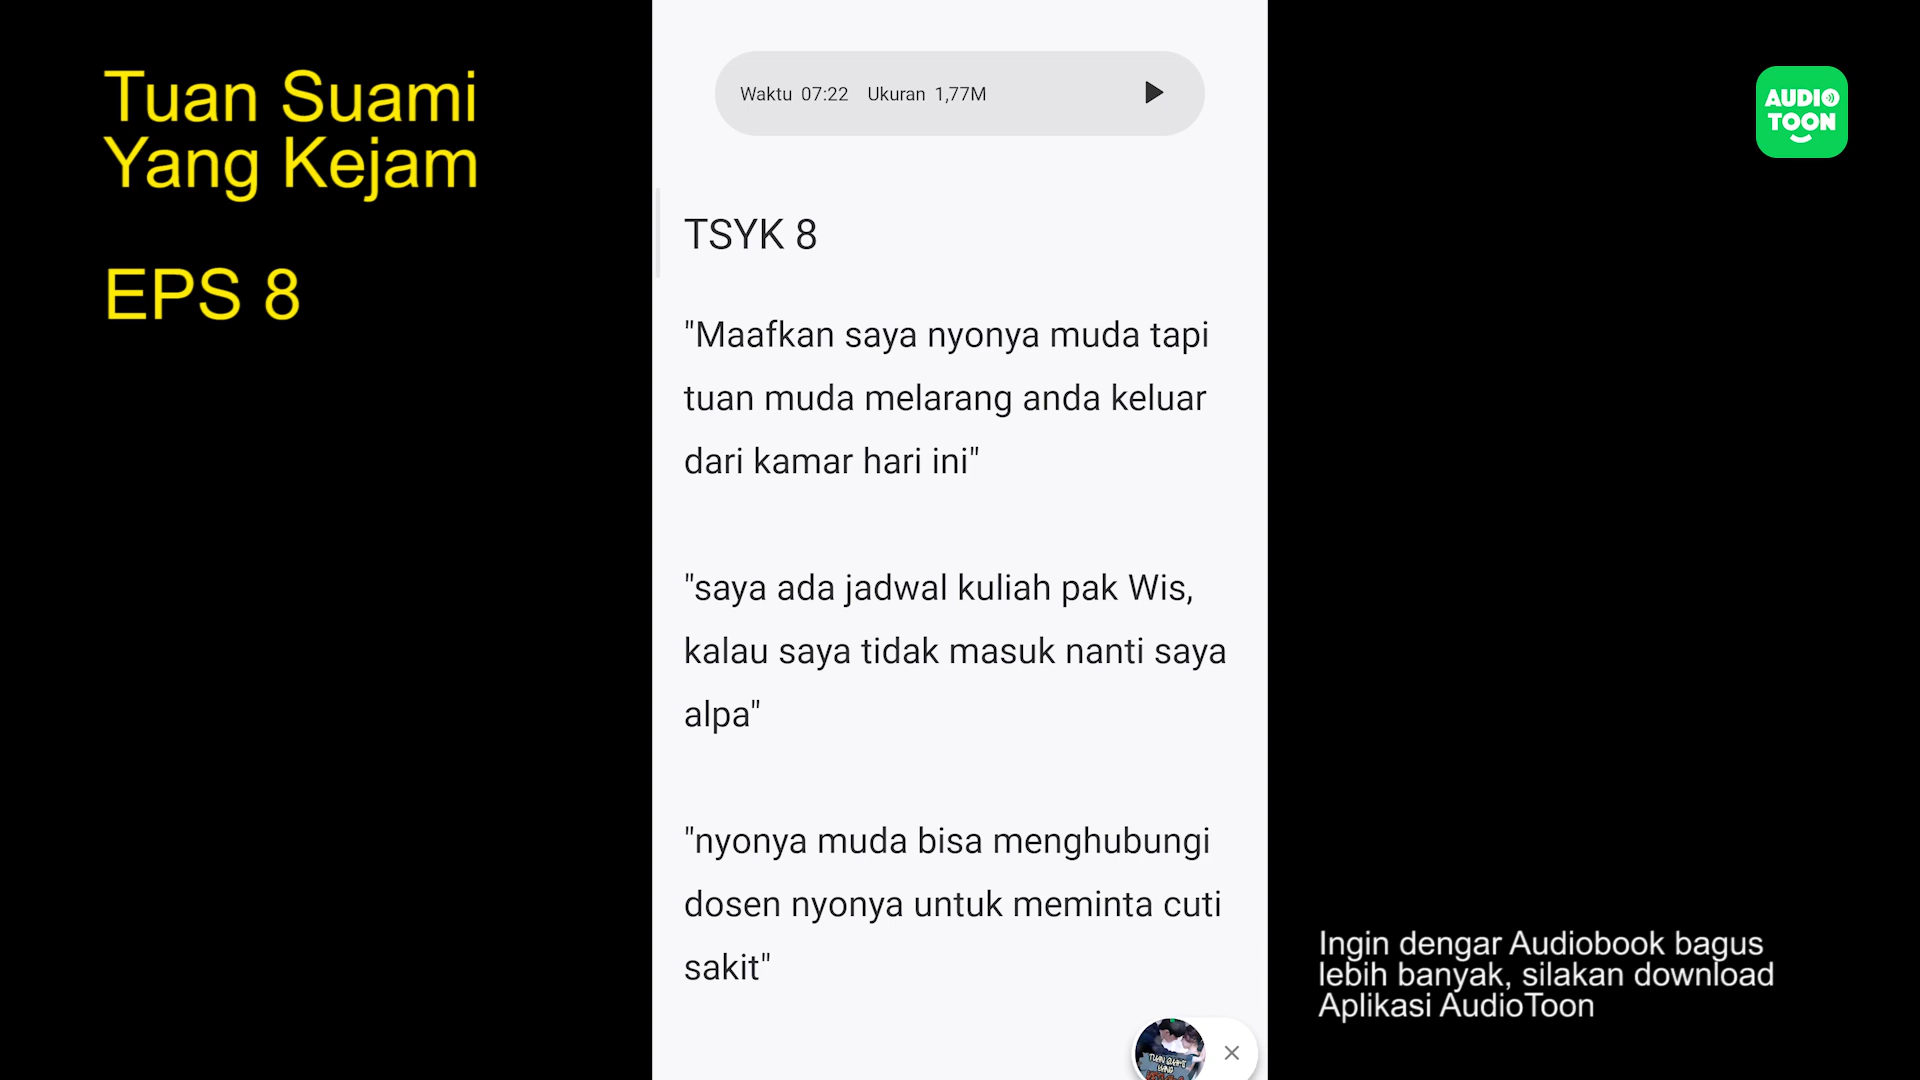 Tuan Suami
Yang Kejam
EPS 8
Waktu 07:22 Ukuran 1,77M
AUDIO
TOON
TSYK 8
"Maafkan saya nyonya muda tapi
tuan muda melarang anda keluar
dari kamar hari ini"
"saya ada jadwal kuliah pak Wis,
kalau saya tidak masuk nanti saya
alpa"
"nyonya muda bisa menghubungi
dosen nyonya untuk meminta cuti
sakit"
Ingin dengar Audiobook bagus
lebih banyak, silakan download
Aplikasi AudioToon
TUAN SUAMI
YANG